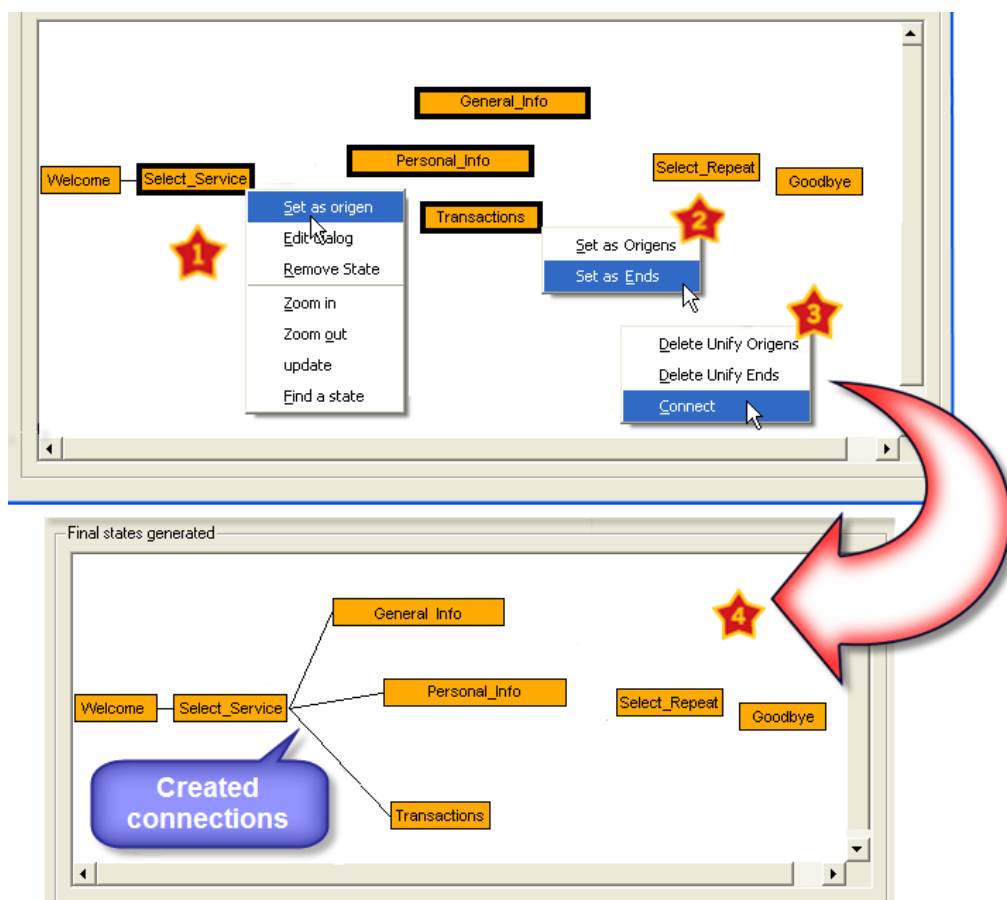 General_Info
Personal_Info
Select_Repeat
Welcome
Select_Service
Goodbye
Set as origen
Transactions
2
Edit dialog
Set as Origens
1
Remove State
Set as Ends
Zoom in
3
Zoom out
Delete Unify Origens
update
Delete Unify Ends
Find a state
Connect
Final states generated
General Info
4
Personal_Info
Welcome
Select_Service
Select_Repeat
Goodbye
Created
connections
Transactions